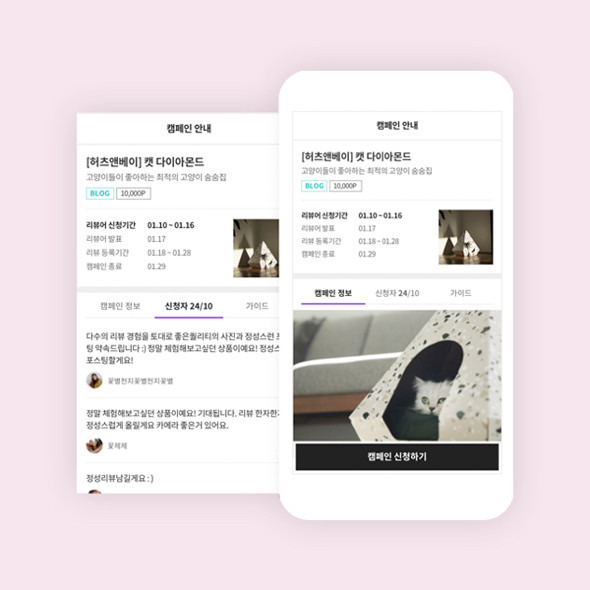 캠페인 안내
[허츠앤베이] 캣 다이아몬드
고양이들이 좋아하는 최적의 고양이 숨숨집
BLOG 10,000P
리뷰어 신청기간 01.10 ~ 01.16
리뷰어 발표 01.17
리뷰 등록기간 01.18 ~ 01.28
캠페인 종료 01.29
캠페인 정보 신청자 24/10 가이드
다수의 리뷰 경험을 토대로 좋은퀄리티의 사진과 정성스런
팅 약속드립니다 :) 정말 체험해보고싶던 상품이예요!
포스팅할게요!
꽃별천지꽃별천지꽃별
정말 체험해보고싶던 상품이예요! 기대됩니다. 리뷰
정성스럽게 올릴게요 카메라 좋은거 있어요.
꽃제제
정성리뷰남길게요 : )
캠페인 안내
[허츠앤베이] 캣 다이아몬드
고양이들이 좋아하는 최적의 고양이 숨숨집
BLOG 10,000P
리뷰어 신청기간 01.10 ~ 01.16
리뷰어 발표 01.17
리뷰 등록기간 01.18 ~ 01.28
캠페인 종료 01.29
캠페인 정보 신청자 24/10 가이드
캠페인 신청하기